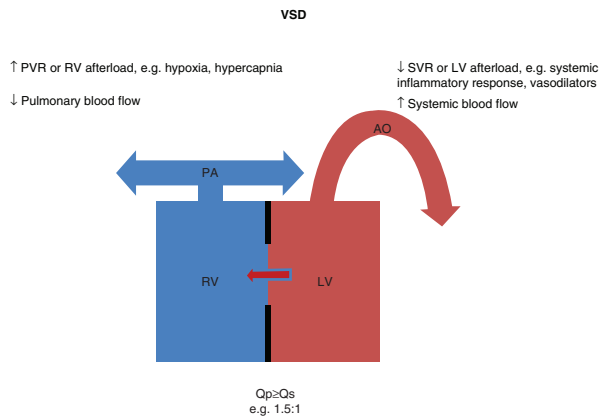 VSD
↑ PVR or RV afterload, e.g. hypoxia, hypercapnia
↓ Pulmonary blood flow
↓ SVR or LV afterload, e.g. systemic
inflammatory response, vasodilators
↑ Systemic blood flow
AO
PA
RV
LV
Qp≥Qs
e.g. 1.5:1